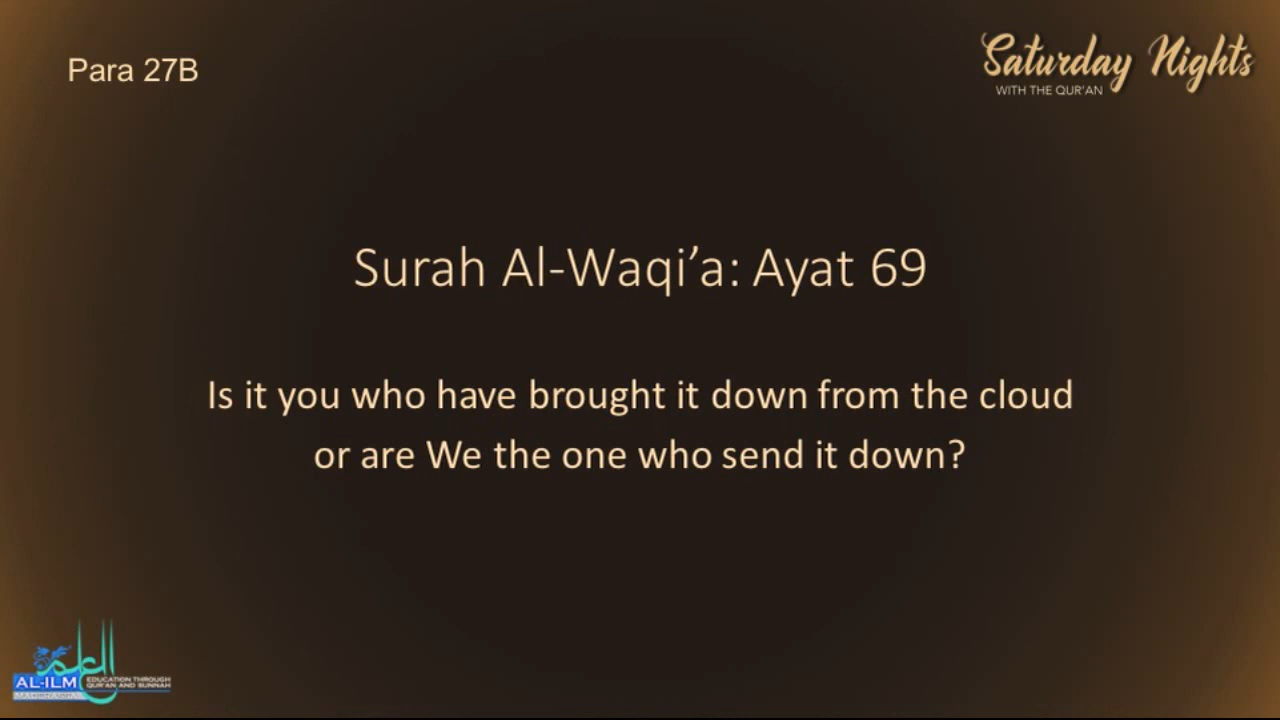 Para 27B
Saturday Nights
WITH THE QUR'AN
Surah Al-Waqi’a: Ayat 69
Is it you who have brought it down from the cloud
or are We the one who send it down?
العلم
AL-ILM
EDUCATION THROUGH
QUR'AN AND SUNNAH